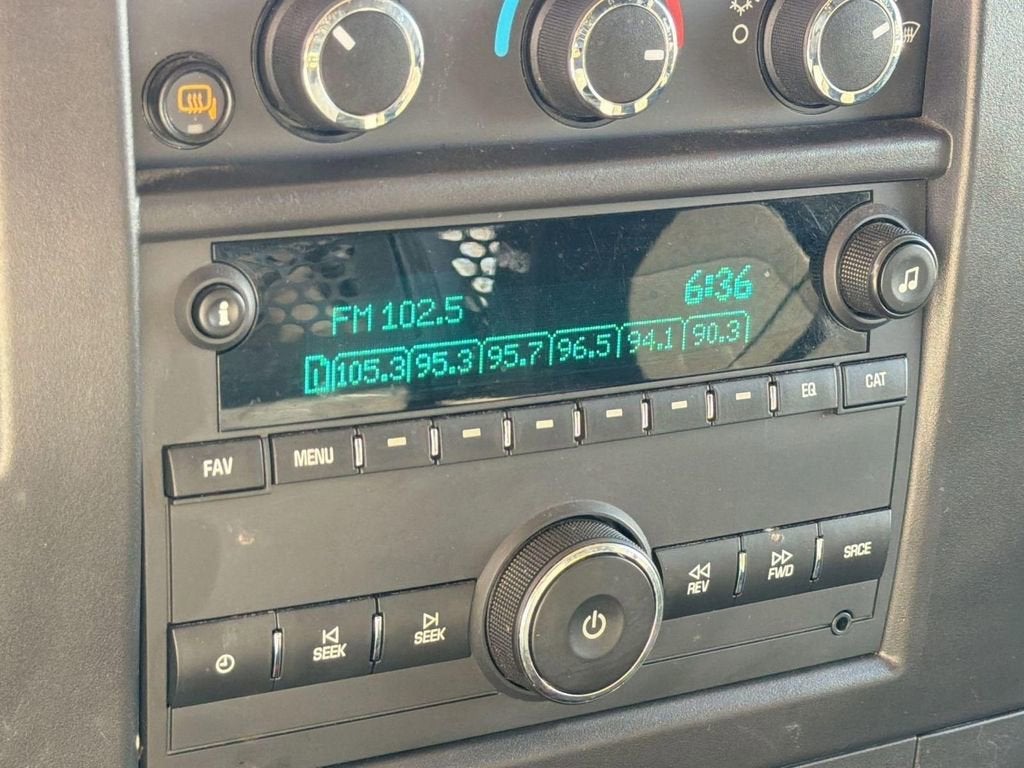 FM 102.5 6:36
1 105.3 95.3 95.7 96.5 94.1 90.3
FAV MENU EQ CAT
SEEK SEEK REV FWD SRCE